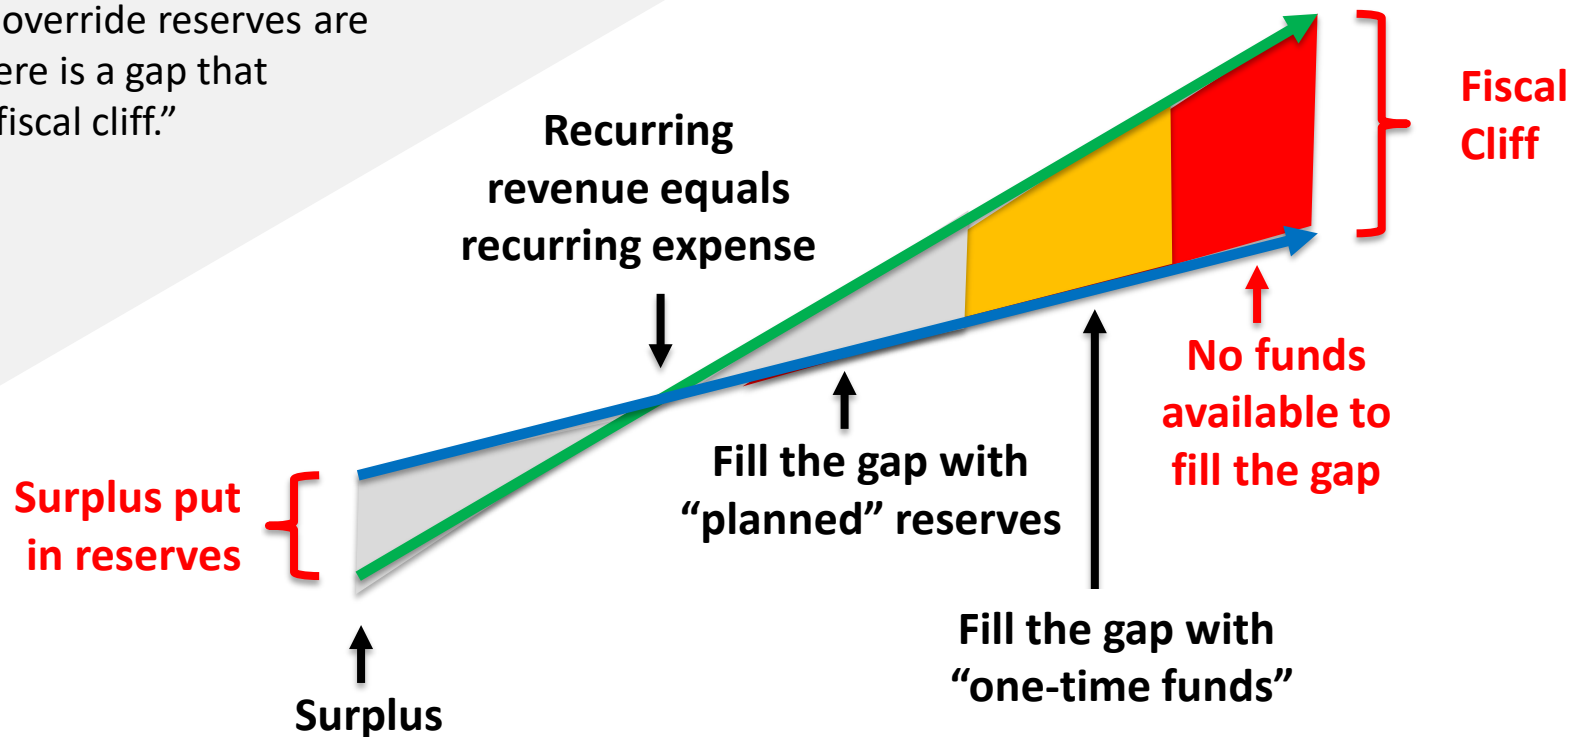 override reserves are
ere is a gap that
fiscal cliff.”
Recurring
revenue equals
recurring expense
Fiscal
Cliff
No funds
available to
fill the gap
Fill the gap with
“planned” reserves
Surplus put
in reserves
Fill the gap with
“one-time funds”
Surplus